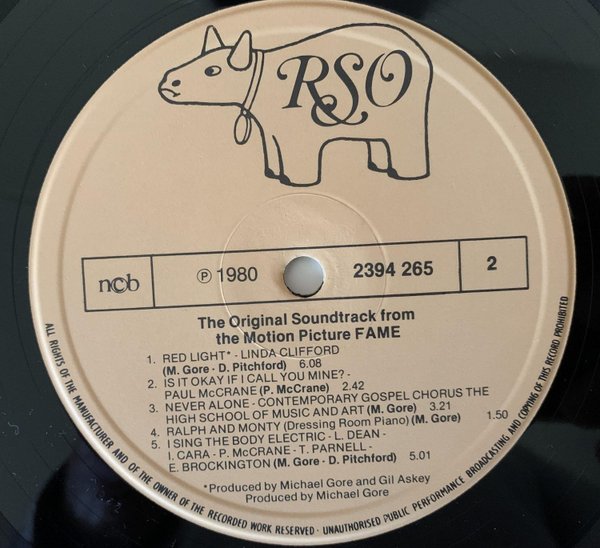 RSO
ncb
℗ 1980
2394 265
2
The Original Soundtrack from
the Motion Picture FAME
1. RED LIGHT* - LINDA CLIFFORD
(M. Gore - D. Pitchford) 6.08
2. IS IT OKAY IF I CALL YOU MINE? -
PAUL McCRANE (P. McCRANE) 2.42
3. NEVER ALONE - CONTEMPORARY GOSPEL CHORUS THE
HIGH SCHOOL OF MUSIC AND ART (M. Gore) 3.21
4. RALPH AND MONTY (Dressing Room Piano) (M. Gore) 1.50
5. I SING THE BODY ELECTRIC - L. DEAN -
I. CARA - P. McCRANE - T. PARNELL -
E. BROCKINGTON (M. Gore - D. Pitchford) 5.01
*Produced by Michael Gore and Gil Askey
Produced by Michael Gore
ALL RIGHTS OF THE MANUFACTURER AND OF THE OWNER OF THE RECORDED WORK RESERVED · UNAUTHORISED PUBLIC PERFORMANCE BROADCASTING AND COPYING OF THIS RECORD PROHIBITED